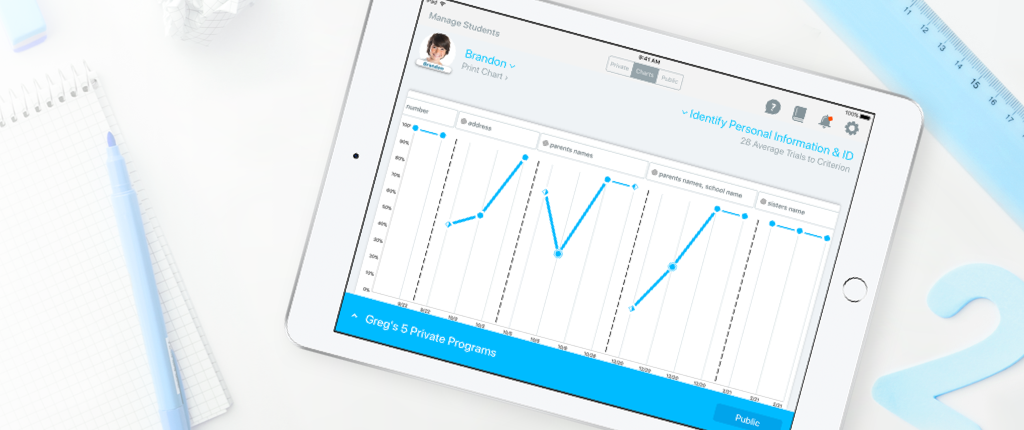 iPad
9:41 AM
100%
Manage Students
Brandon
Brandon
Print Chart
Private
Charts
Public
?
Identify Personal Information & ID
28 Average Trials to Criterion
number
address
parents names
parents names, school name
sisters name
100
90%
80%
70%
60%
50%
40%
30%
20%
10%
0%
9/27
Greg's 5 Private Programs
Public
11
12
13
14
15
16
17
2